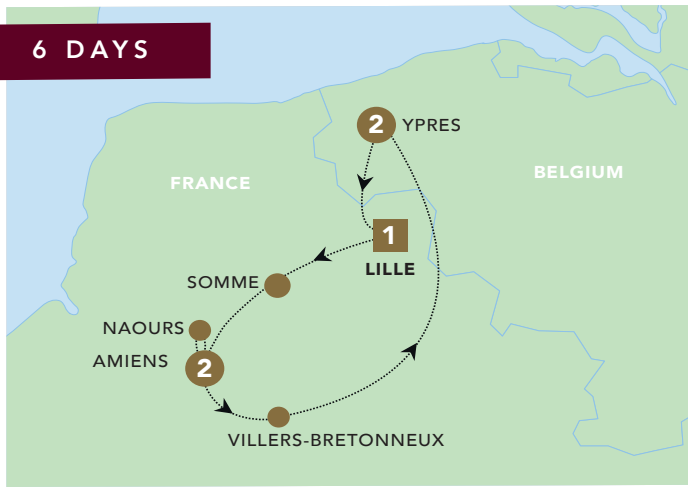 6 DAYS
2 YPRES
BELGIUM
FRANCE
1
LILLE
SOMME
NAOURS
AMIENS 2
VILLERS-BRETONNEUX